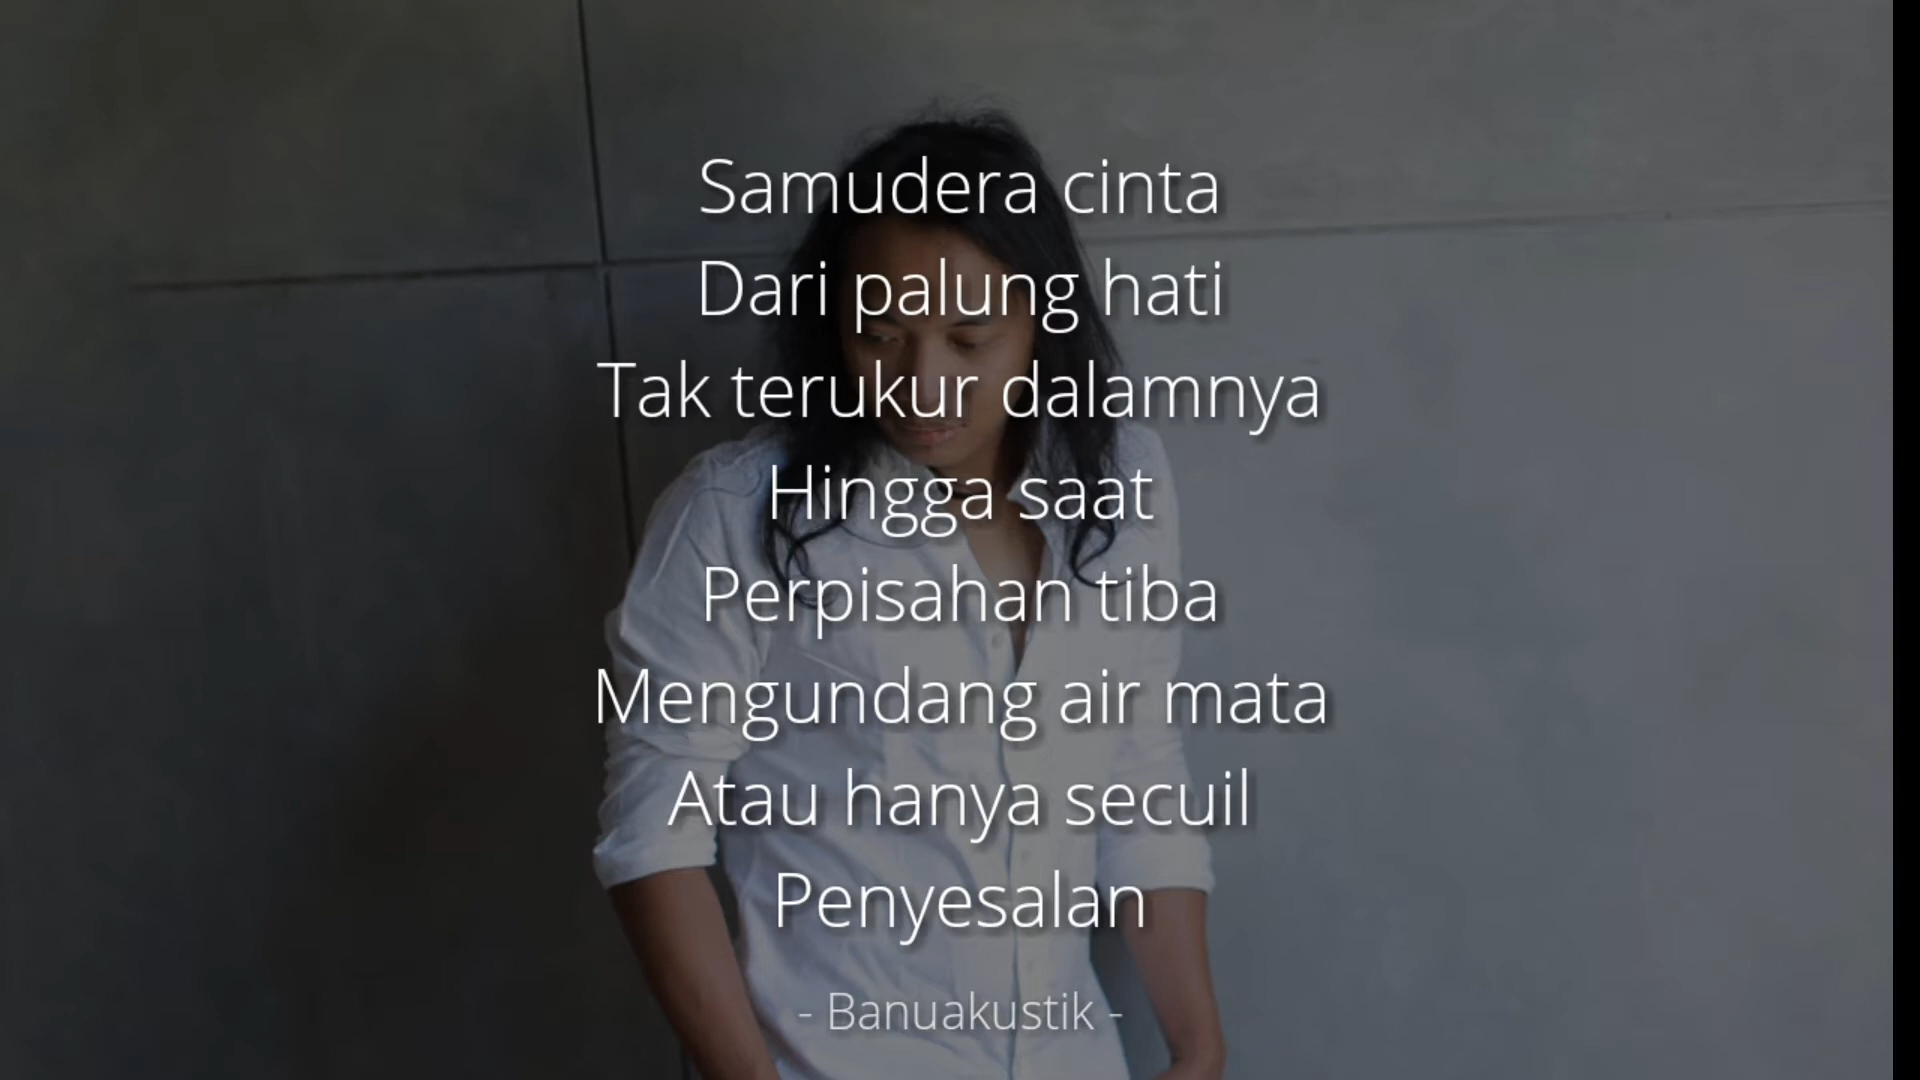 Samudera cinta
Dari palung hati
Tak terukur dalamnya
Hingga saat
Perpisahan tiba
Mengundang air mata
Atau hanya secuil
Penyesalan
- Banuakustik -